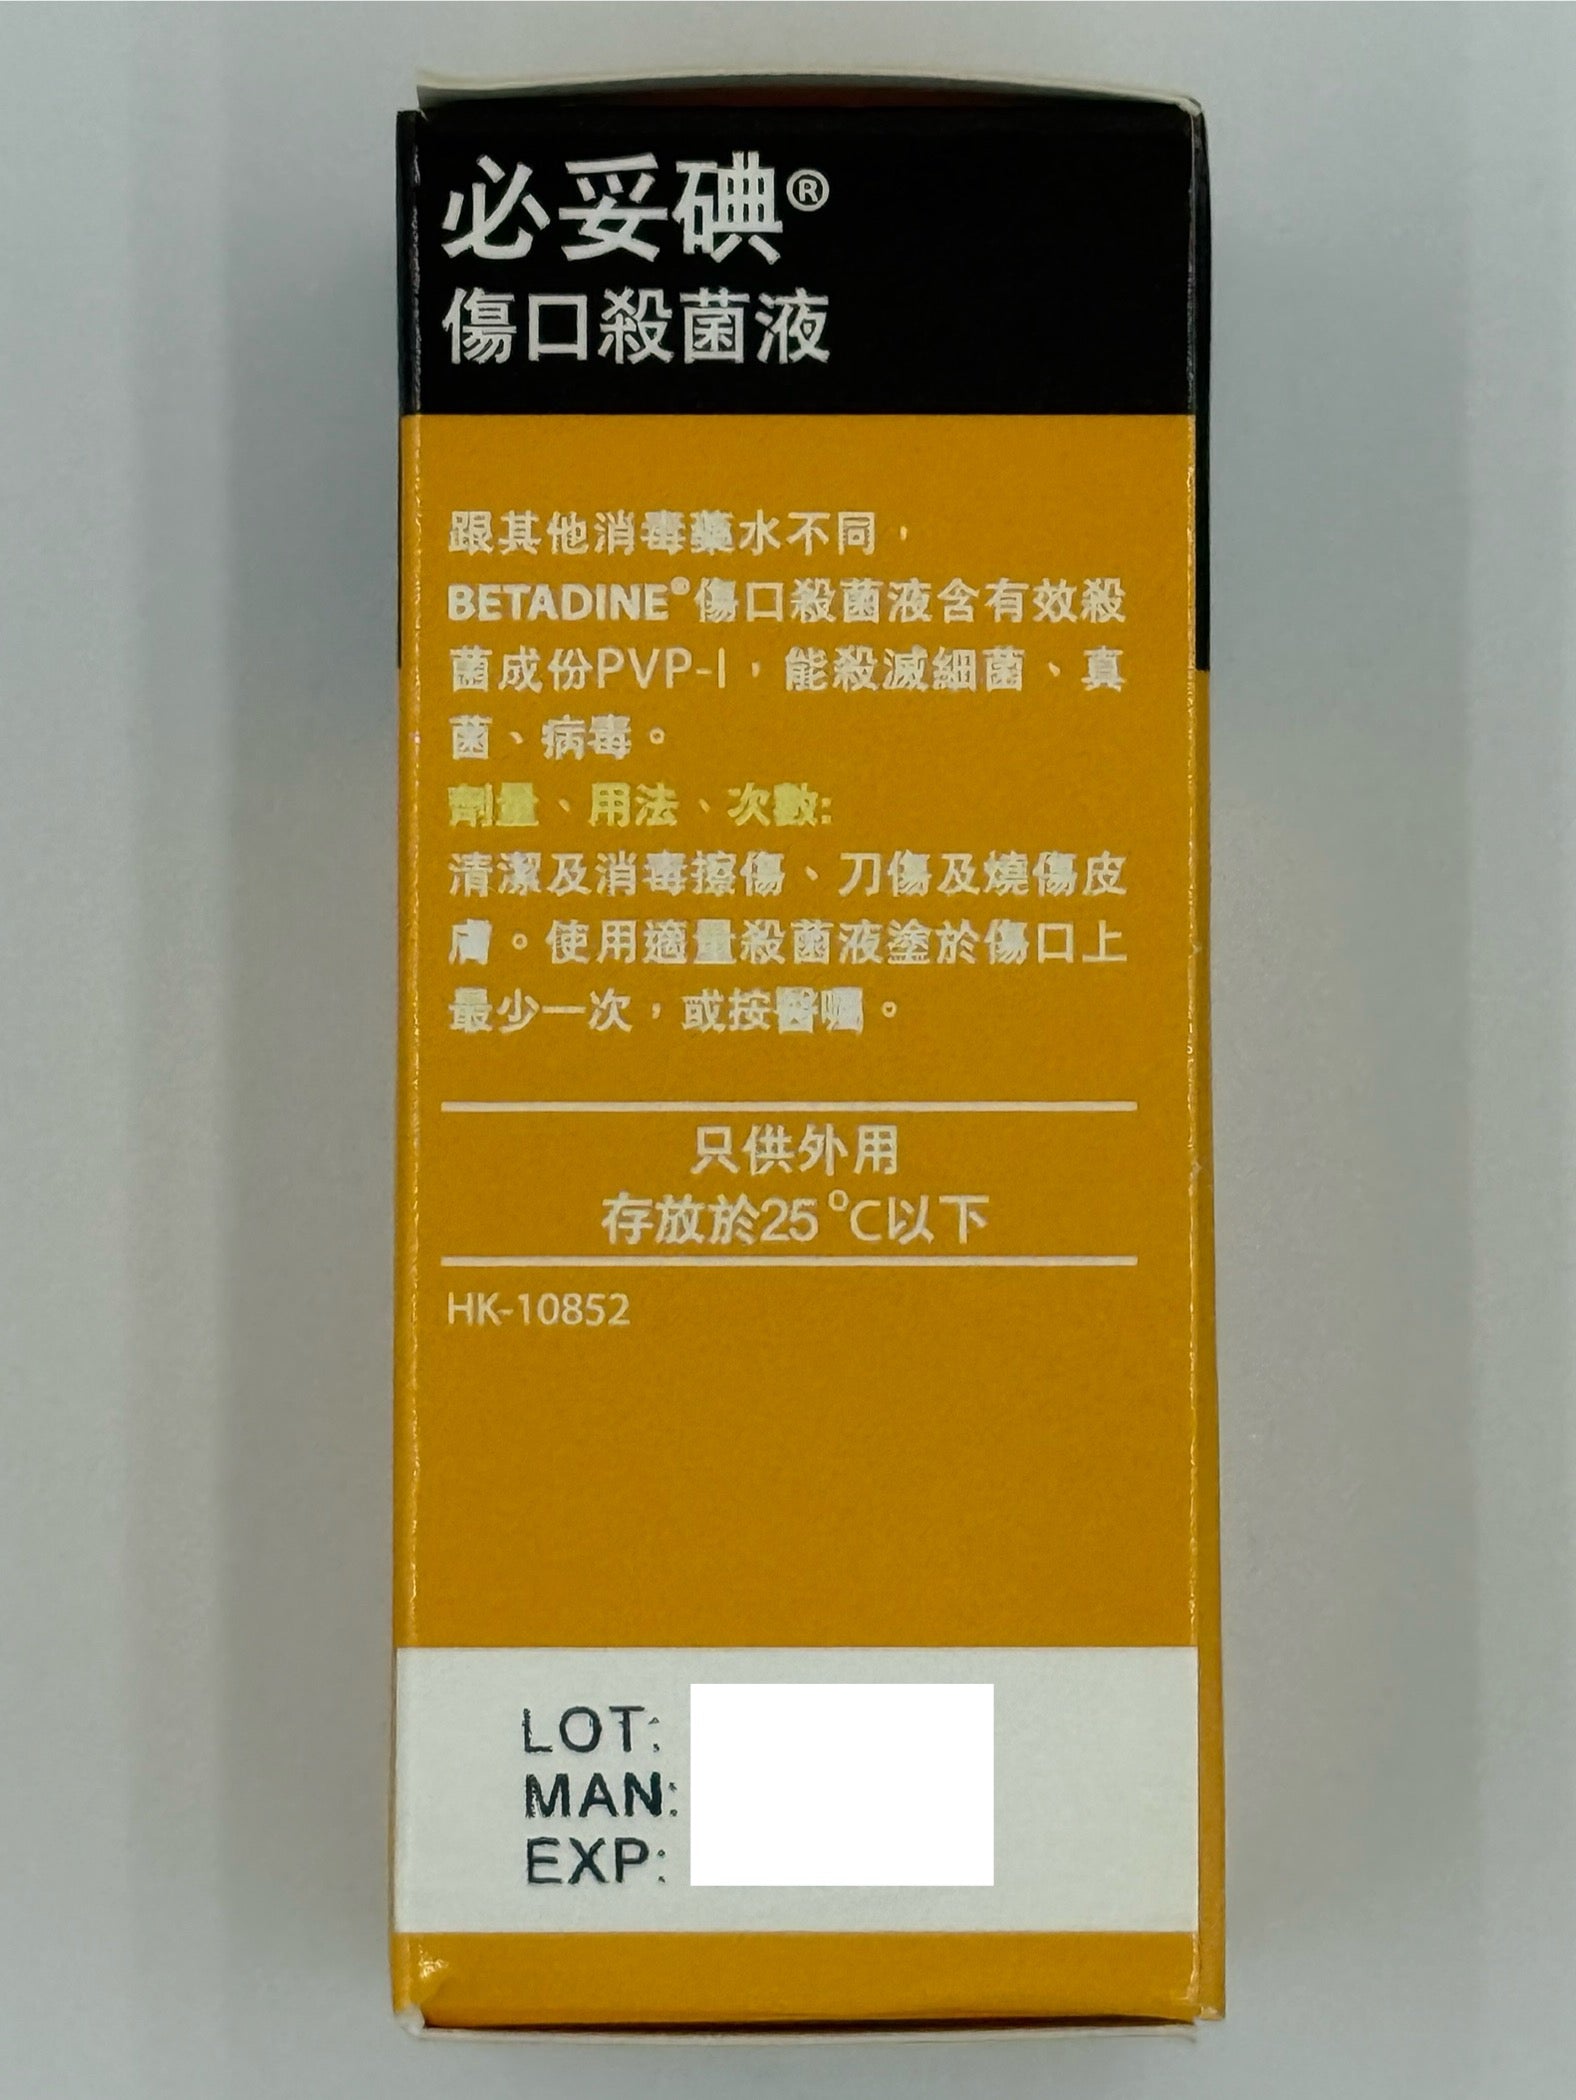 必妥碘®
傷口殺菌液
跟其他消毒藥水不同，
BETADINE®傷口殺菌液含有效殺
菌成份PVP-I，能殺滅細菌、真
菌、病毒。
劑量、用法、次數:
清潔及消毒擦傷、刀傷及燒傷皮
膚。使用適量殺菌液塗於傷口上
最少一次，或按醫囑。
只供外用
存放於25°C以下
HK-10852
LOT:
MAN:
EXP: